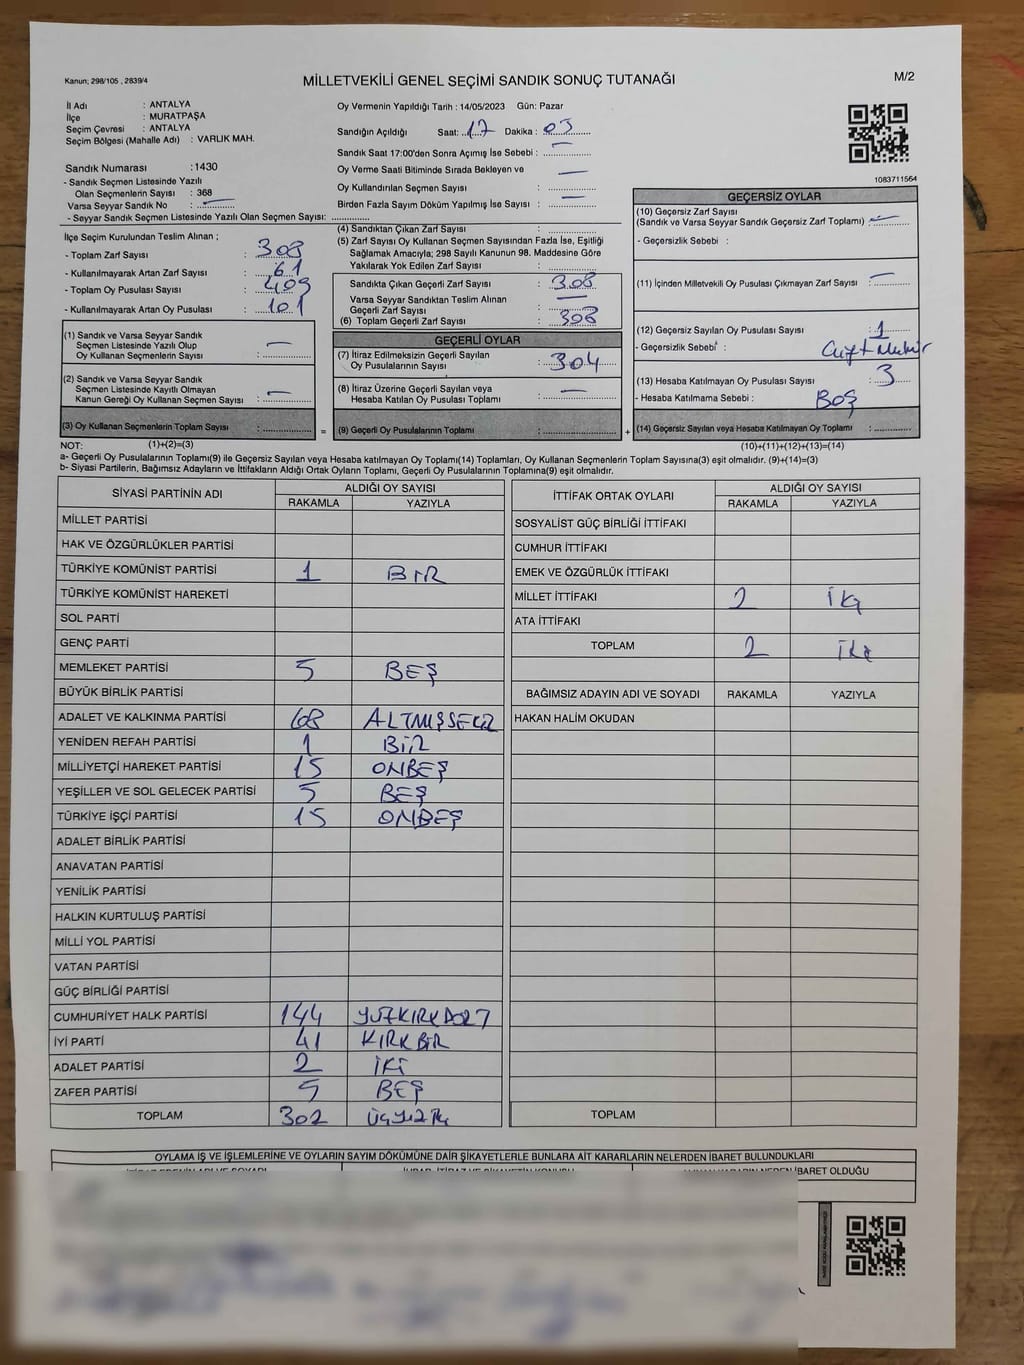 Kanun; 298/105 , 2839/4
MİLLETVEKİLİ GENEL SEÇİMİ SANDIK SONUÇ TUTANAĞI
M/2
İl Adı : ANTALYA
İlçe : MURATPAŞA
Seçim Çevresi : ANTALYA
Seçim Bölgesi (Mahalle Adı) : VARLIK MAH.
Sandık Numarası :1430
- Sandık Seçmen Listesinde Yazılı
Olan Seçmenlerin Sayısı : 368
Varsa Seyyar Sandık No :
- Seyyar Sandık Seçmen Listesinde Yazılı Olan Seçmen Sayısı:
Oy Vermenin Yapıldığı Tarih : 14/05/2023 Gün: Pazar
Sandığın Açıldığı Saat: 17 Dakika : 03
Sandık Saat 17:00'den Sonra Açımış İse Sebebi :
Oy Verme Saati Bitiminde Sırada Bekleyen ve
Oy Kullandırılan Seçmen Sayısı :
Birden Fazla Sayım Döküm Yapılmış İse Sayısı :
1083711564
İlçe Seçim Kurulundan Teslim Alınan ;
- Toplam Zarf Sayısı : 308
- Kullanılmayarak Artan Zarf Sayısı : 61
- Toplam Oy Pusulası Sayısı : 409
- Kullanılmayarak Artan Oy Pusulası : 101
(1) Sandık ve Varsa Seyyar Sandık
Seçmen Listesinde Yazılı Olup
Oy Kullanan Seçmenlerin Sayısı :
(2) Sandık ve Varsa Seyyar Sandık
Seçmen Listesinde Kayıtlı Olmayan
Kanun Gereği Oy Kullanan Seçmen Sayısı :
(3) Oy Kullanan Seçmenlerin Toplam Sayısı :
=
(4) Sandıktan Çıkan Zarf Sayısı :
(5) Zarf Sayısı Oy Kullanan Seçmen Sayısından Fazla İse, Eşitliği
Sağlamak Amacıyla; 298 Sayılı Kanunun 98. Maddesine Göre
Yakılarak Yok Edilen Zarf Sayısı :
Sandıkta Çıkan Geçerli Zarf Sayısı : 308
Varsa Seyyar Sandıktan Teslim Alınan
Geçerli Zarf Sayısı :
(6) Toplam Geçerli Zarf Sayısı : 308
GEÇERLİ OYLAR
(7) İtiraz Edilmeksizin Geçerli Sayılan
Oy Pusulalarının Sayısı : 304
(8) İtiraz Üzerine Geçerli Sayılan veya
Hesaba Katılan Oy Pusulası Toplamı :
(9) Geçerli Oy Pusulalarının Toplamı :
+
GEÇERSİZ OYLAR
(10) Geçersiz Zarf Sayısı
(Sandık ve Varsa Seyyar Sandık Geçersiz Zarf Toplamı) :
- Geçersizlik Sebebi :
(11) İçinden Milletvekili Oy Pusulası Çıkmayan Zarf Sayısı :
(12) Geçersiz Sayılan Oy Pusulası Sayısı : 1
- Geçersizlik Sebebi : Çift Mühür
(13) Hesaba Katılmayan Oy Pusulası Sayısı : 3
- Hesaba Katılmama Sebebi : BOŞ
(14) Geçersiz Sayılan veya Hesaba Katılmayan Oy Toplamı :
NOT: (1)+(2)=(3) (10)+(11)+(12)+(13)=(14)
a- Geçerli Oy Pusulalarının Toplamı(9) ile Geçersiz Sayılan veya Hesaba katılmayan Oy Toplamı(14) Toplamları, Oy Kullanan Seçmenlerin Toplam Sayısına(3) eşit olmalıdır. (9)+(14)=(3)
b- Siyasi Partilerin, Bağımsız Adayların ve İttifakların Aldığı Ortak Oyların Toplamı, Geçerli Oy Pusulalarının Toplamına(9) eşit olmalıdır.
SİYASİ PARTİNİN ADI ALDIĞI OY SAYISI
RAKAMLA YAZIYLA
MİLLET PARTİSİ
HAK VE ÖZGÜRLÜKLER PARTİSİ
TÜRKİYE KOMÜNİST PARTİSİ 1 BİR
TÜRKİYE KOMÜNİST HAREKETİ
SOL PARTİ
GENÇ PARTİ
MEMLEKET PARTİSİ 5 BEŞ
BÜYÜK BİRLİK PARTİSİ
ADALET VE KALKINMA PARTİSİ 68 ALTMIŞSEKİZ
YENİDEN REFAH PARTİSİ 1 BİR
MİLLİYETÇİ HAREKET PARTİSİ 15 ONBEŞ
YEŞİLLER VE SOL GELECEK PARTİSİ 5 BEŞ
TÜRKİYE İŞÇİ PARTİSİ 15 ONBEŞ
ADALET BİRLİK PARTİSİ
ANAVATAN PARTİSİ
YENİLİK PARTİSİ
HALKIN KURTULUŞ PARTİSİ
MİLLİ YOL PARTİSİ
VATAN PARTİSİ
GÜÇ BİRLİĞİ PARTİSİ
CUMHURİYET HALK PARTİSİ 144 YÜZKIRKDÖRT
İYİ PARTİ 41 KIRKBİR
ADALET PARTİSİ 2 İKİ
ZAFER PARTİSİ 5 BEŞ
TOPLAM 302 ÜÇYÜZİKİ
İTTİFAK ORTAK OYLARI ALDIĞI OY SAYISI
RAKAMLA YAZIYLA
SOSYALİST GÜÇ BİRLİĞİ İTTİFAKI
CUMHUR İTTİFAKI
EMEK VE ÖZGÜRLÜK İTTİFAKI
MİLLET İTTİFAKI 2 İKİ
ATA İTTİFAKI
TOPLAM 2 İKİ
BAĞIMSIZ ADAYIN ADI VE SOYADI RAKAMLA YAZIYLA
HAKAN HALİM OKUDAN
TOPLAM
OYLAMA İŞ VE İŞLEMLERİNE VE OYLARIN SAYIM DÖKÜMÜNE DAİR ŞİKAYETLERLE BUNLARA AİT KARARLARIN NELERDEN İBARET BULUNDUKLARI
İBARET OLDUĞU